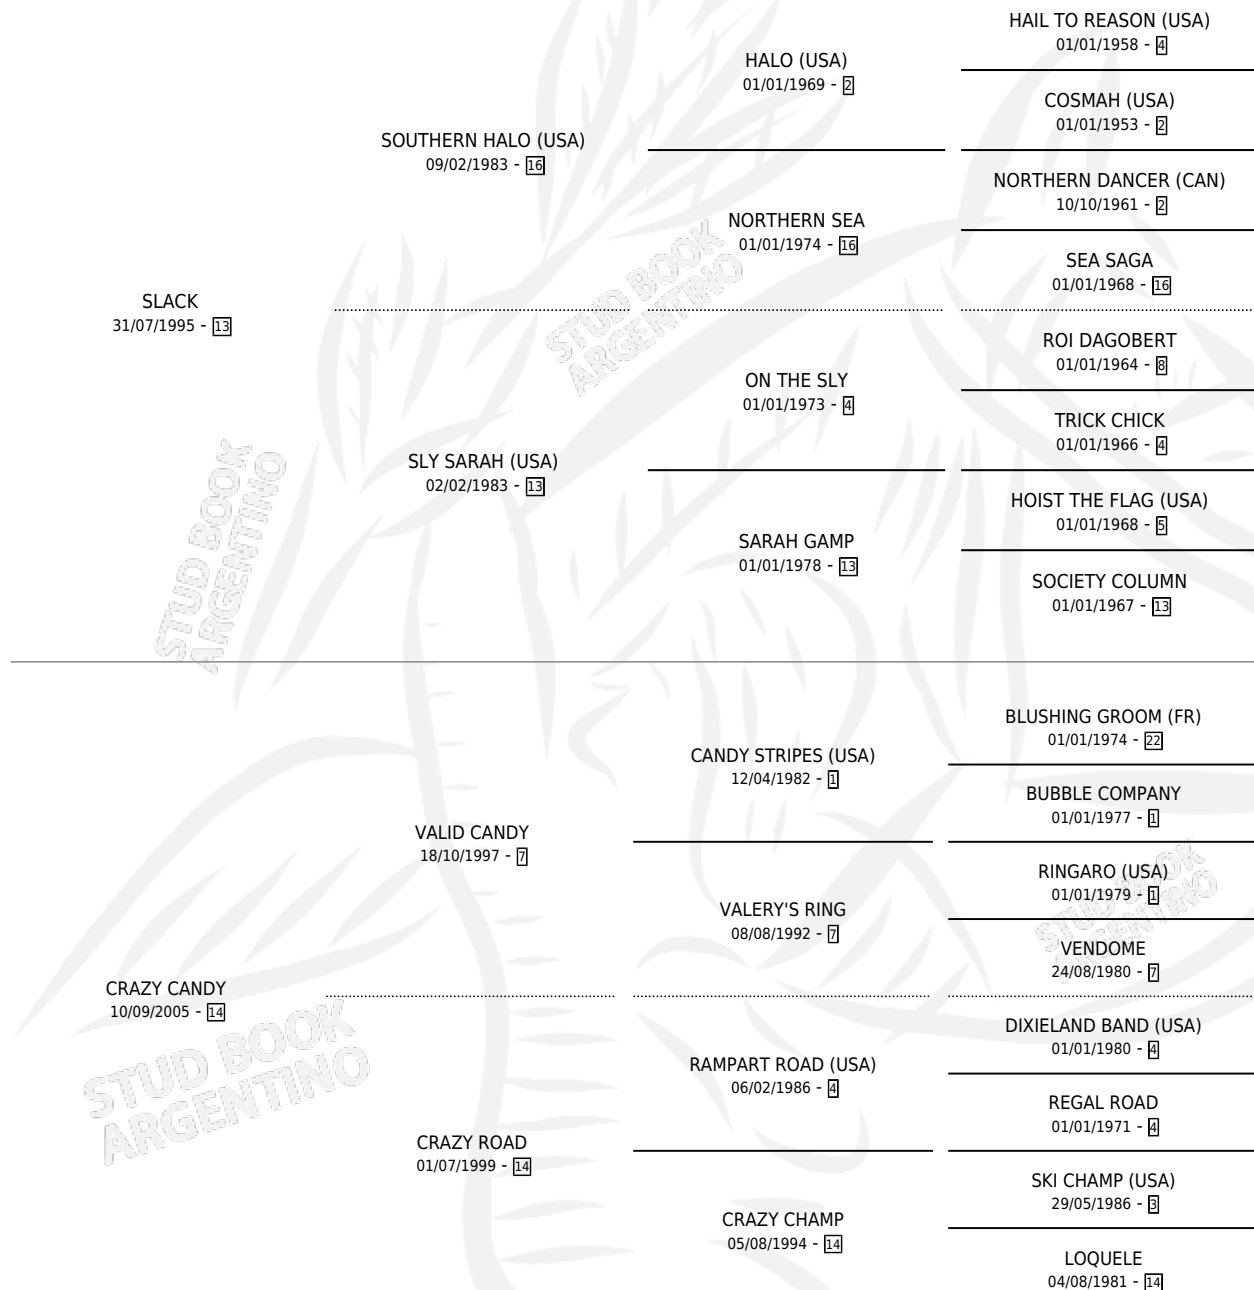 HAIL TO REASON (USA)
01/01/1958 - 4
HALO (USA)
01/01/1969 - 2
COSMAH (USA)
01/01/1953 - 2
SOUTHERN HALO (USA)
09/02/1983 - 16
NORTHERN DANCER (CAN)
10/10/1961 - 2
NORTHERN SEA
01/01/1974 - 16
SEA SAGA
01/01/1968 - 16
SLACK
31/07/1995 - 13
STUD BOOK
ARGENTINO
ROI DAGOBERT
01/01/1964 - 8
ON THE SLY
01/01/1973 - 4
TRICK CHICK
01/01/1966 - 4
SLY SARAH (USA)
02/02/1983 - 13
HOIST THE FLAG (USA)
01/01/1968 - 5
SARAH GAMP
01/01/1978 - 13
SOCIETY COLUMN
01/01/1967 - 13
STUD BOOK
ARGENTINO
BLUSHING GROOM (FR)
01/01/1974 - 22
CANDY STRIPES (USA)
12/04/1982 - 1
BUBBLE COMPANY
01/01/1977 - 1
VALID CANDY
18/10/1997 - 7
RINGARO (USA)
01/01/1979 - 1
VALERY'S RING
08/08/1992 - 7
STUD BOOK
ARGENTINO
VENDOME
24/08/1980 - 7
CRAZY CANDY
10/09/2005 - 14
STUD BOOK
ARGENTINO
DIXIELAND BAND (USA)
01/01/1980 - 4
RAMPART ROAD (USA)
06/02/1986 - 4
REGAL ROAD
01/01/1971 - 4
CRAZY ROAD
01/07/1999 - 14
SKI CHAMP (USA)
29/05/1986 - 3
CRAZY CHAMP
05/08/1994 - 14
LOQUELE
04/08/1981 - 14